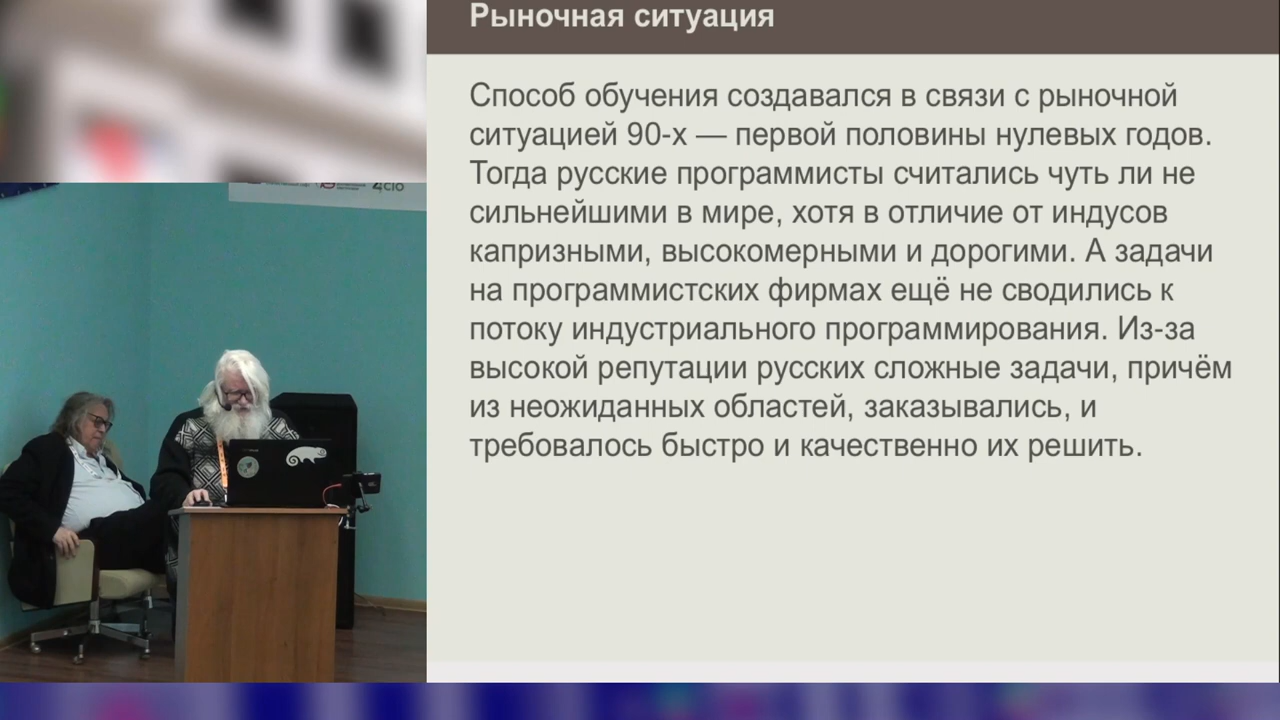 Рыночная ситуация
Способ обучения создавался в связи с рыночной
ситуацией 90-х — первой половины нулевых годов.
Тогда русские программисты считались чуть ли не
сильнейшими в мире, хотя в отличие от индусов
капризными, высокомерными и дорогими. А задачи
на программистских фирмах ещё не сводились к
потоку индустриального программирования. Из-за
высокой репутации русских сложные задачи, причём
из неожиданных областей, заказывались, и
требовалось быстро и качественно их решить.